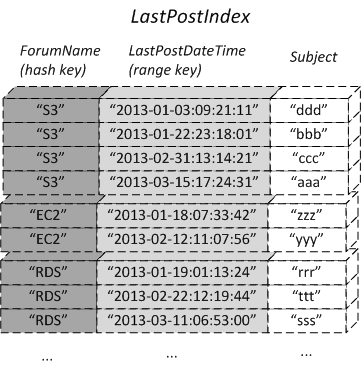 LastPostIndex
ForumName LastPostDateTime Subject
(hash key) (range key)
“S3” “2013-01-03:09:21:11” “ddd”
“S3” “2013-01-22:23:18:01” “bbb”
“S3” “2013-02-31:13:14:21” “ccc”
“S3” “2013-03-15:17:24:31” “aaa”
“EC2” “2013-01-18:07:33:42” “zzz”
“EC2” “2013-02-12:11:07:56” “yyy”
“RDS” “2013-01-19:01:13:24” “rrr”
“RDS” “2013-02-22:12:19:44” “ttt”
“RDS” “2013-03-11:06:53:00” “sss”
... ... ...